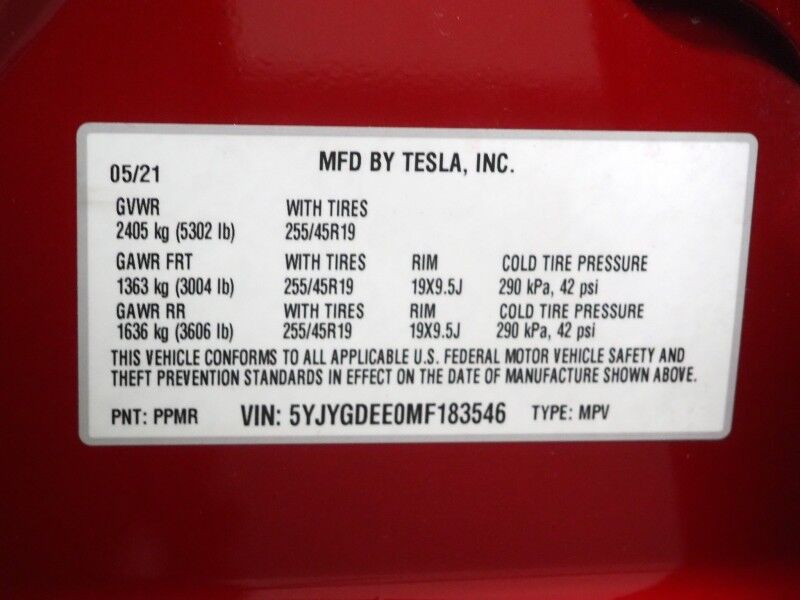 MFD BY TESLA, INC.
05/21
GVWR WITH TIRES
2405 kg (5302 lb) 255/45R19
GAWR FRT WITH TIRES RIM COLD TIRE PRESSURE
1363 kg (3004 lb) 255/45R19 19X9.5J 290 kPa, 42 psi
GAWR RR WITH TIRES RIM COLD TIRE PRESSURE
1636 kg (3606 lb) 255/45R19 19X9.5J 290 kPa, 42 psi
THIS VEHICLE CONFORMS TO ALL APPLICABLE U.S. FEDERAL MOTOR VEHICLE SAFETY AND
THEFT PREVENTION STANDARDS IN EFFECT ON THE DATE OF MANUFACTURE SHOWN ABOVE.
PNT: PPMR VIN: 5YJYGDEE0MF183546 TYPE: MPV